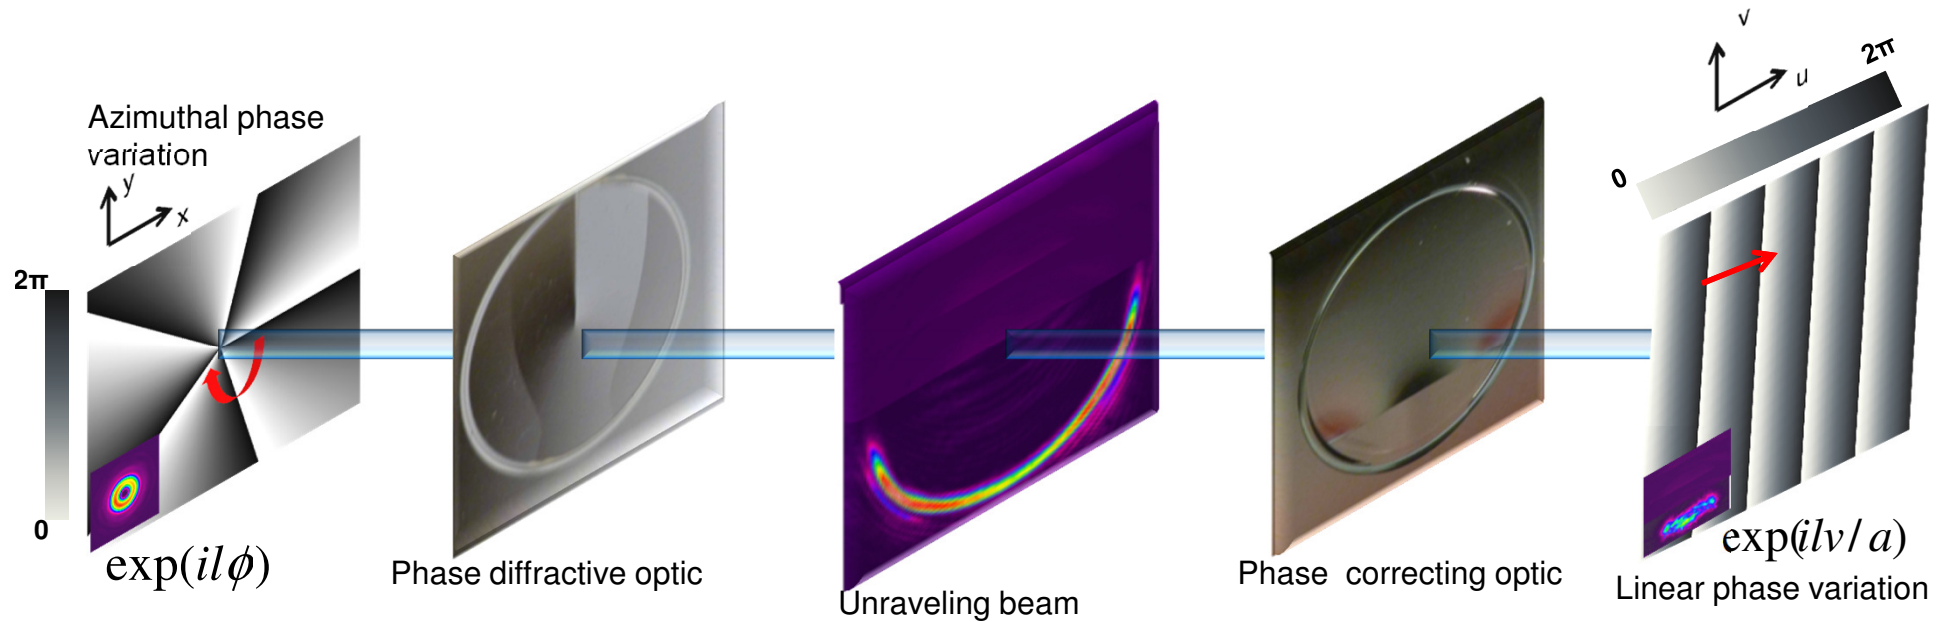 Azimuthal phase
variation
y
x
2π
0
exp(ilϕ)
Phase diffractive optic
Unraveling beam
Phase correcting optic
v
u
2π
0
exp(ilv/a)
Linear phase variation